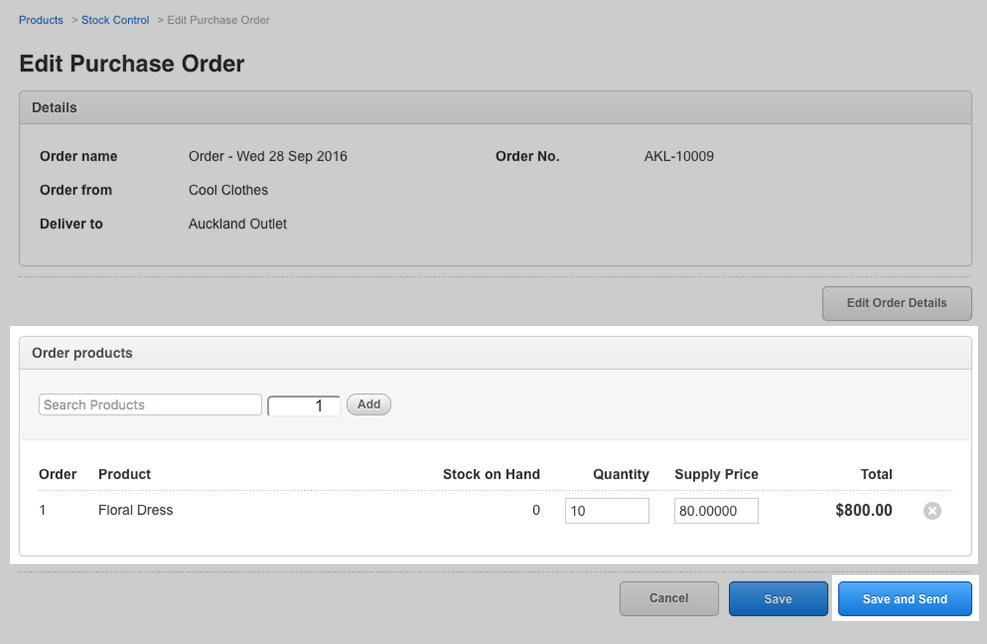 Products > Stock Control > Edit Purchase Order
Edit Purchase Order
Details
Order name Order - Wed 28 Sep 2016 Order No. AKL-10009
Order from Cool Clothes
Deliver to Auckland Outlet
Edit Order Details
Order products
Search Products 1 Add
Order Product Stock on Hand Quantity Supply Price Total
1 Floral Dress 0 10 80.00000 $800.00
Cancel Save Save and Send